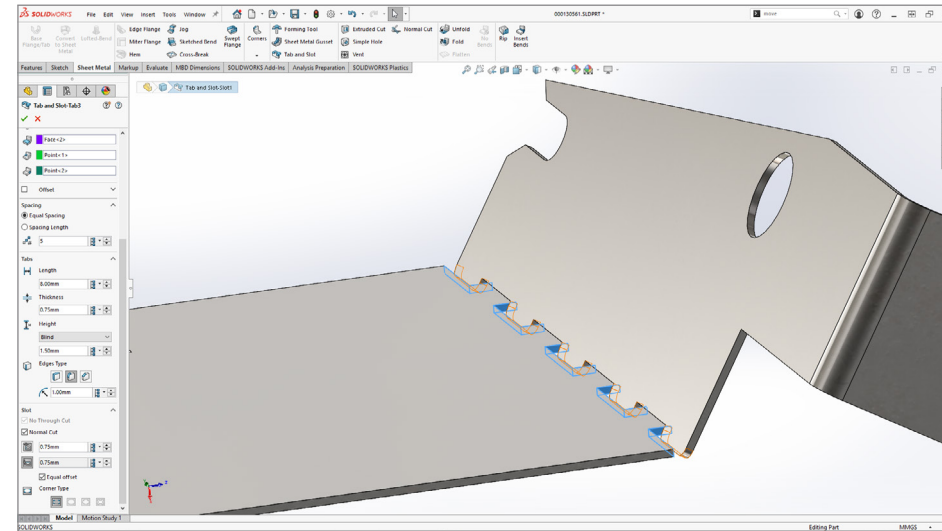 SOLIDWORKS File Edit View Insert Tools Window 000130561.SLDPRT * move
Base Flange/Tab Convert to Sheet Metal Lofted-Bend Edge Flange Miter Flange Hem Jog Sketched Bend Cross-Break Swept Flange Corners Forming Tool Sheet Metal Gusset Tab and Slot Extruded Cut Simple Hole Vent Normal Cut Unfold Fold Flatten No Bends Rip Insert Bends
Features Sketch Sheet Metal Markup Evaluate MBD Dimensions SOLIDWORKS Add-Ins Analysis Preparation SOLIDWORKS Plastics
Tab and Slot-Slot1
Tab and Slot-Tab3
Face<2>
Point<1>
Point<2>
Offset
Spacing
Equal Spacing
Spacing Length
5
Tabs
Length
8.00mm
Thickness
0.75mm
Height
Blind
1.50mm
Edges Type
1.00mm
Slot
No Through Cut
Normal Cut
0.75mm
0.75mm
Equal offset
Corner Type
Model Motion Study 1
SOLIDWORKS Editing Part MMGS